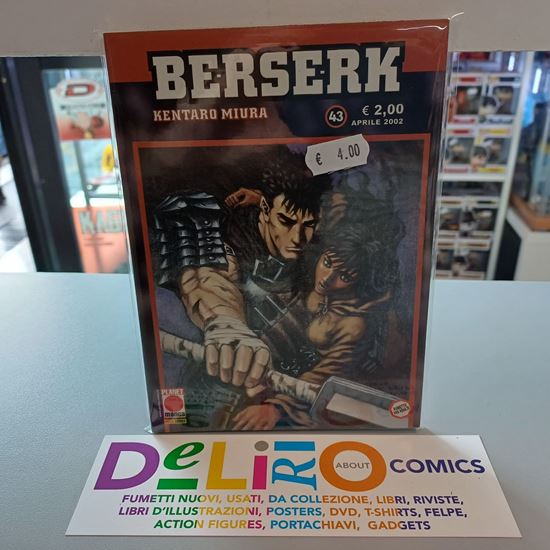 BERSERK
KENTARO MIURA
43
€ 2,00
APRILE 2002
€ 4.00
PLANET
manga
DeLiRiO ABOUT COMICS
FUMETTI NUOVI, USATI, DA COLLEZIONE, LIBRI, RIVISTE,
LIBRI D'ILLUSTRAZIONI, POSTERS, DVD, T-SHIRTS, FELPE,
ACTION FIGURES, PORTACHIAVI, GADGETS